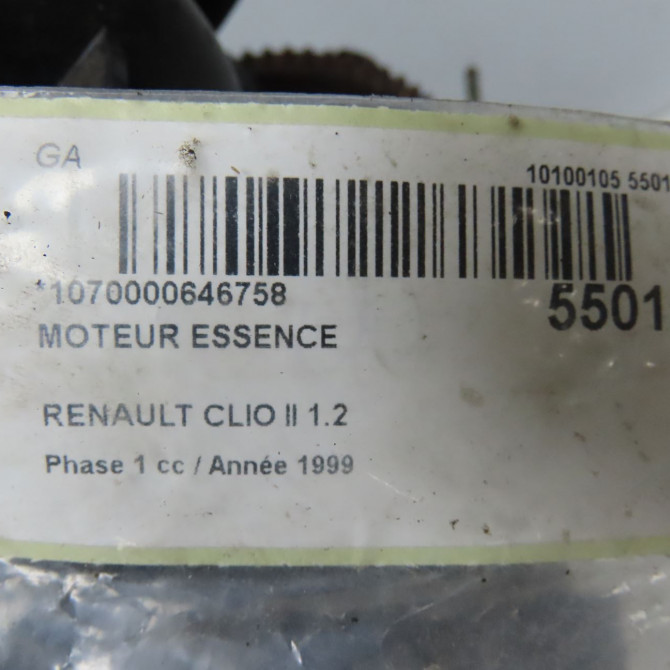 GA
10100105 5501
*1070000646758
5501
MOTEUR ESSENCE
RENAULT CLIO II 1.2
Phase 1 cc / Année 1999